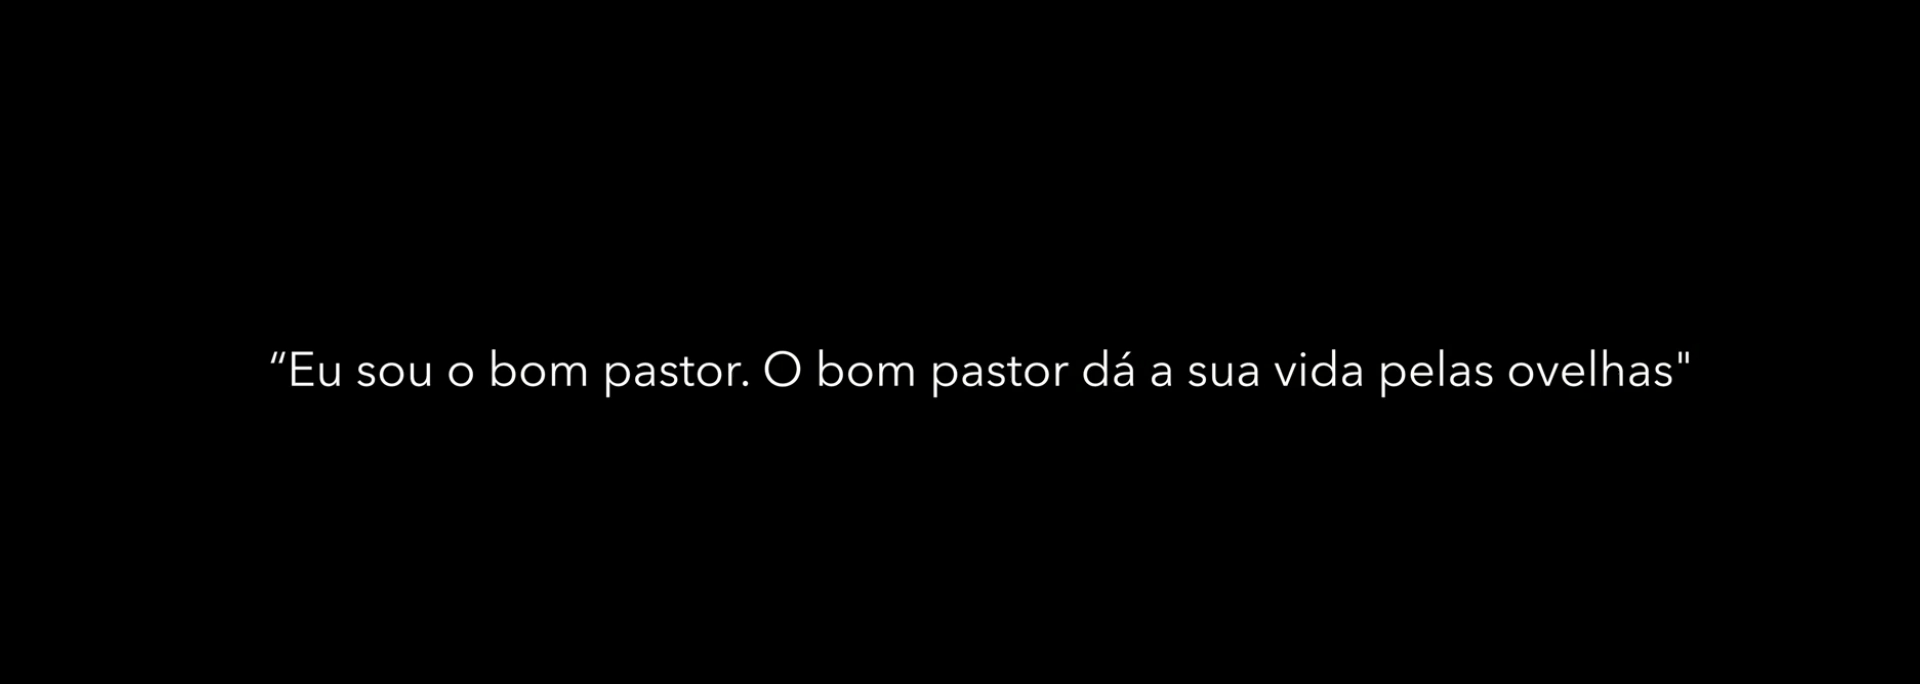 “Eu sou o bom pastor. O bom pastor dá a sua vida pelas ovelhas"